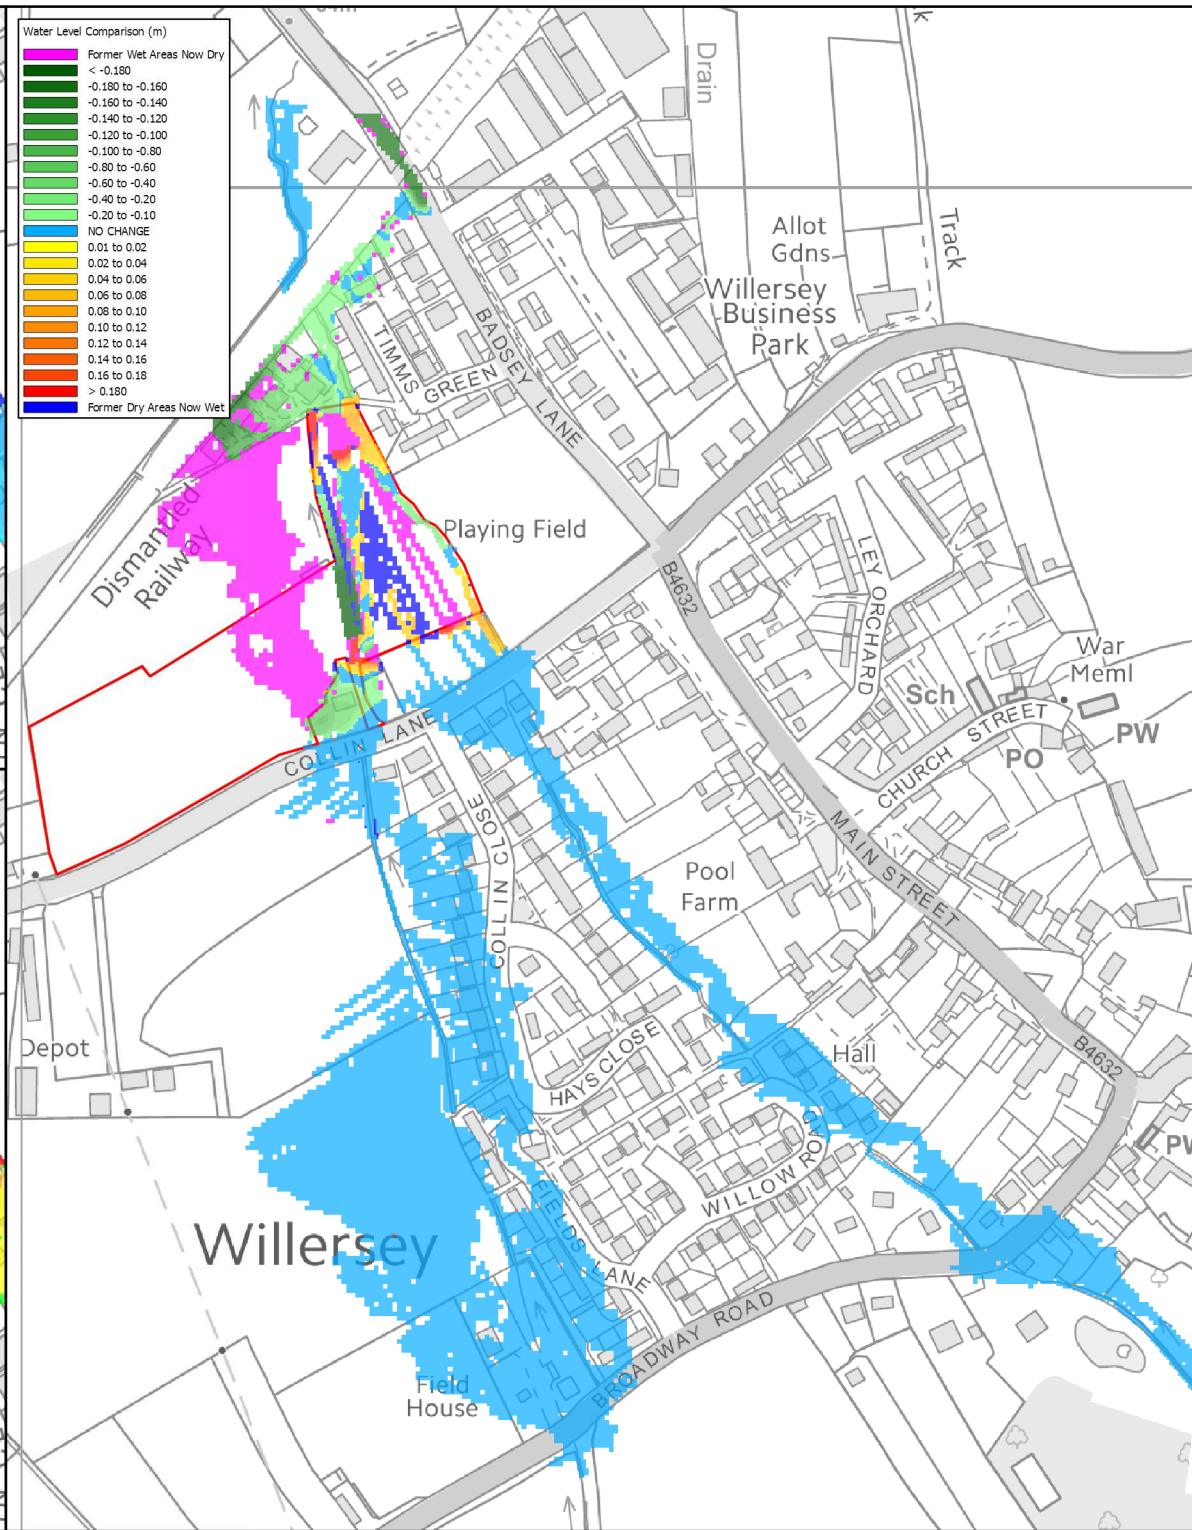 Water Level Comparison (m)
Former Wet Areas Now Dry
< -0.180
-0.180 to -0.160
-0.160 to -0.140
-0.140 to -0.120
-0.120 to -0.100
-0.100 to -0.80
-0.80 to -0.60
-0.60 to -0.40
-0.40 to -0.20
-0.20 to -0.10
NO CHANGE
0.01 to 0.02
0.02 to 0.04
0.04 to 0.06
0.06 to 0.08
0.08 to 0.10
0.10 to 0.12
0.12 to 0.14
0.14 to 0.16
0.16 to 0.18
> 0.180
Former Dry Areas Now Wet
Drain
Track
Allot
Gdns
Willersey
Business
Park
TIMMS
GREEN
BADSEY LANE
Dismantled
Railway
Playing Field
B4632
LEY ORCHARD
War
Meml
Sch
CHURCH STREET
PW
PO
COLLIN LANE
COLLIN CLOSE
MAIN STREET
Pool
Farm
Depot
HAYS CLOSE
Hall
B4632
PW
WILLOW ROAD
Willersey
FIELDS LANE
BROADWAY ROAD
Field
House